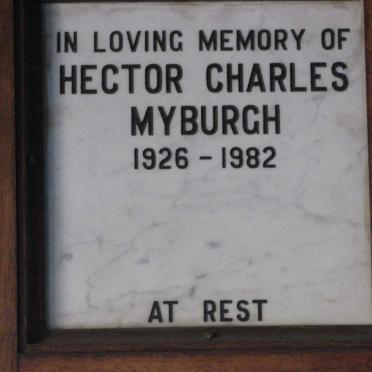 IN LOVING MEMORY OF
HECTOR CHARLES
MYBURGH
1926 - 1982
AT REST